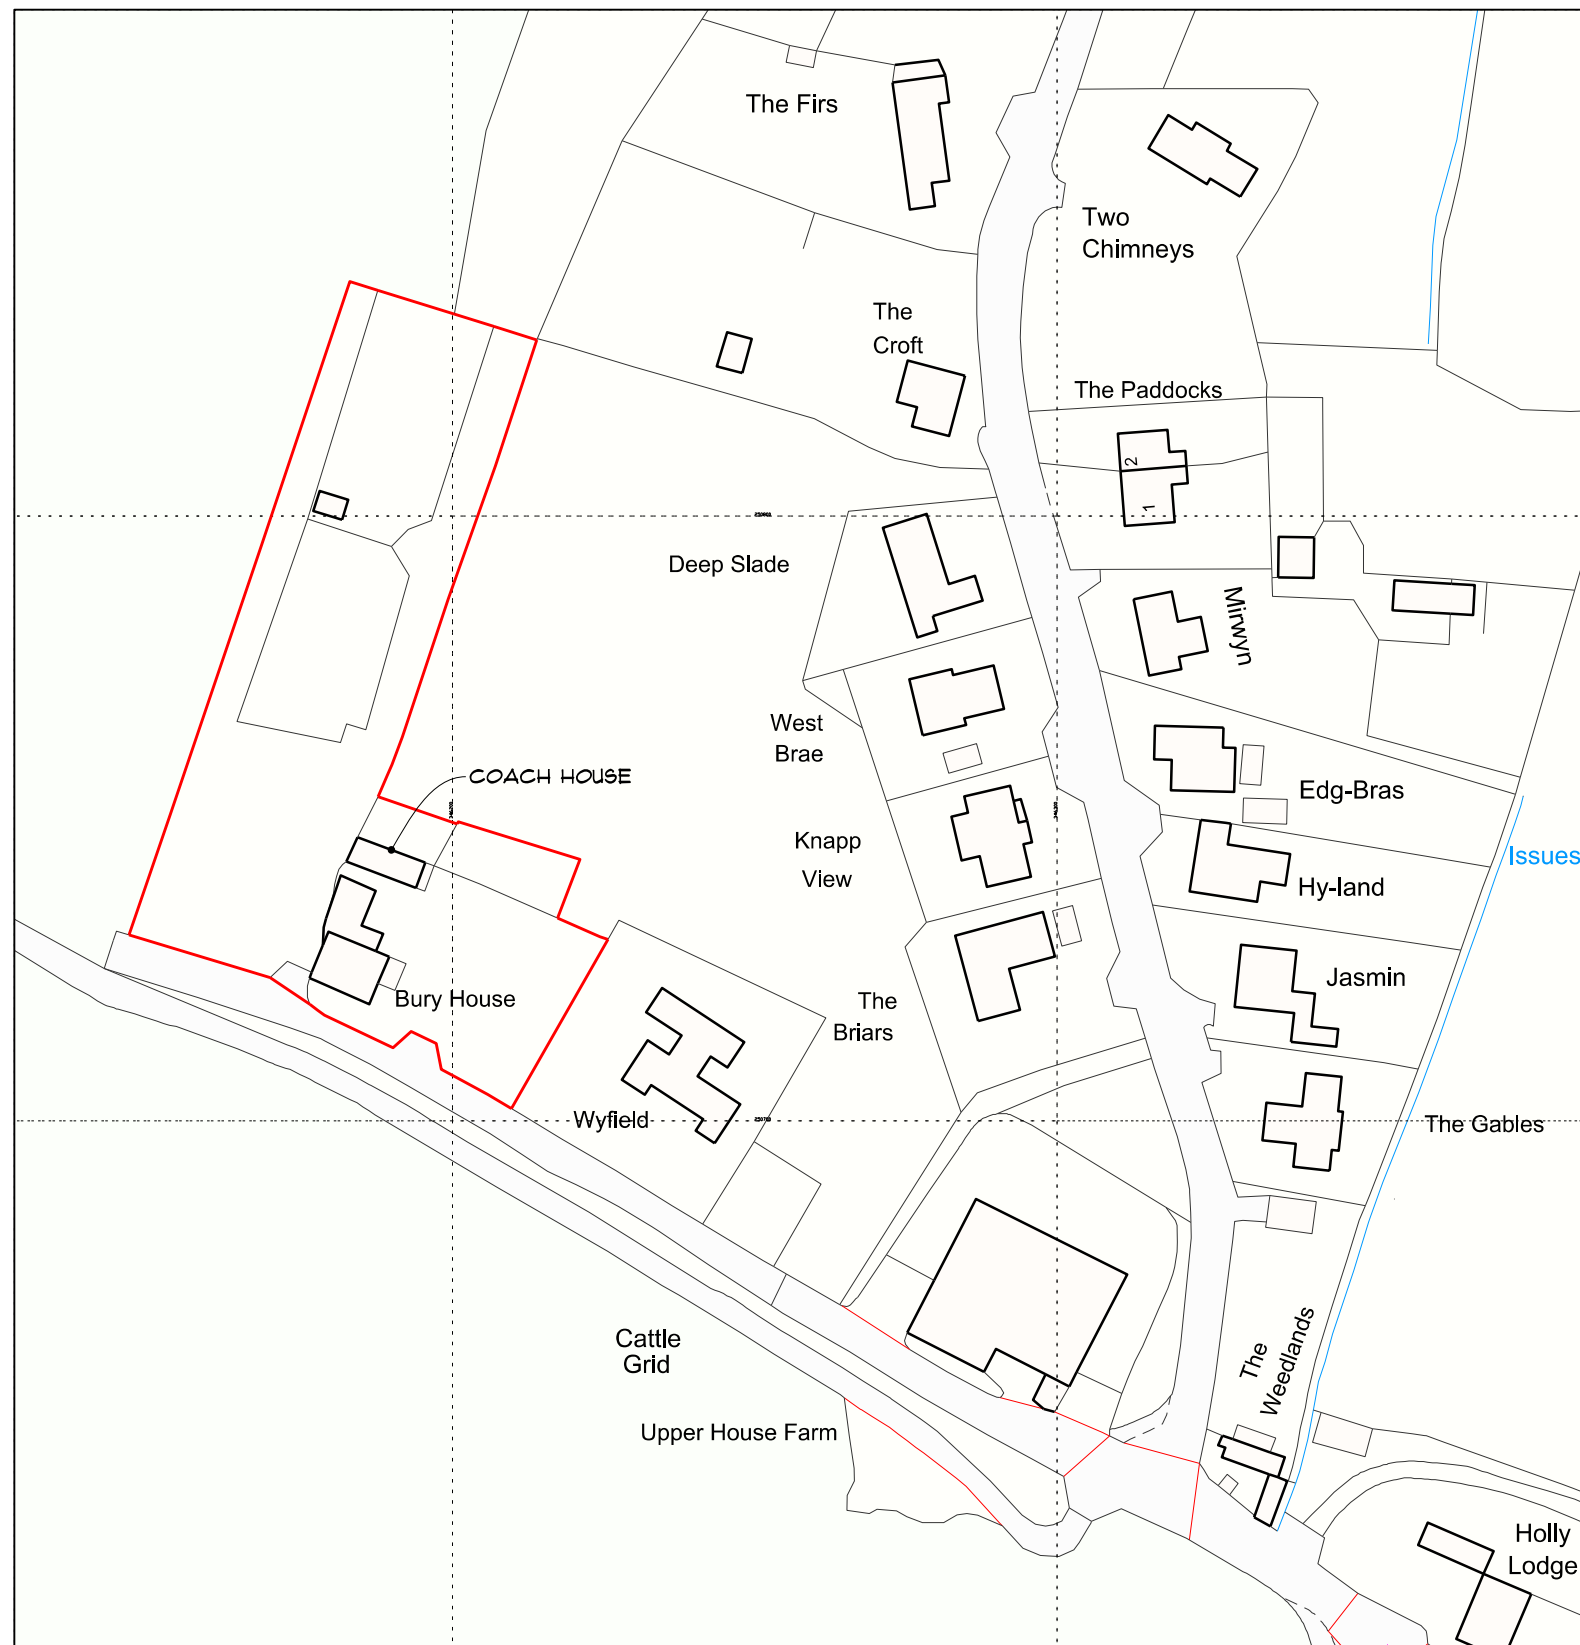 The Firs
Two
Chimneys
The
Croft
The Paddocks
2
1
Deep Slade
Mirwyn
West
Brae
COACH HOUSE
Edg-Bras
Knapp
View
Issues
Hy-land
Jasmin
Bury House
The
Briars
Wyfield
The Gables
Cattle
Grid
The
Weedlands
Upper House Farm
Holly
Lodge